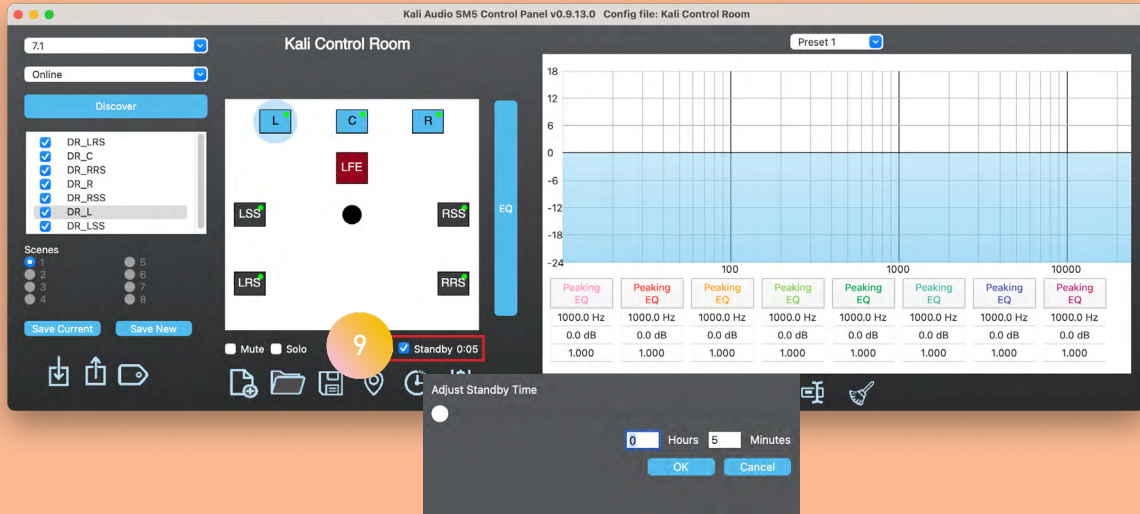 Kali Audio SM5 Control Panel v0.9.13.0 Config file: Kali Control Room
7.1
Online
Discover
DR_LRS
DR_C
DR_RRS
DR_R
DR_RSS
DR_L
DR_LSS
Scenes
1 5
2 6
3 7
4 8
Save Current Save New
Kali Control Room
L C R
LFE
LSS RSS
LRS RRS
EQ
Mute Solo 9 Standby 0:05
Preset 1
18
12
6
0
-6
-12
-18
-24
100 1000 10000
Peaking Peaking Peaking Peaking Peaking Peaking Peaking Peaking
EQ EQ EQ EQ EQ EQ EQ EQ
1000.0 Hz 1000.0 Hz 1000.0 Hz 1000.0 Hz 1000.0 Hz 1000.0 Hz 1000.0 Hz 1000.0 Hz
0.0 dB 0.0 dB 0.0 dB 0.0 dB 0.0 dB 0.0 dB 0.0 dB 0.0 dB
1.000 1.000 1.000 1.000 1.000 1.000 1.000 1.000
Adjust Standby Time
0 Hours 5 Minutes
OK Cancel